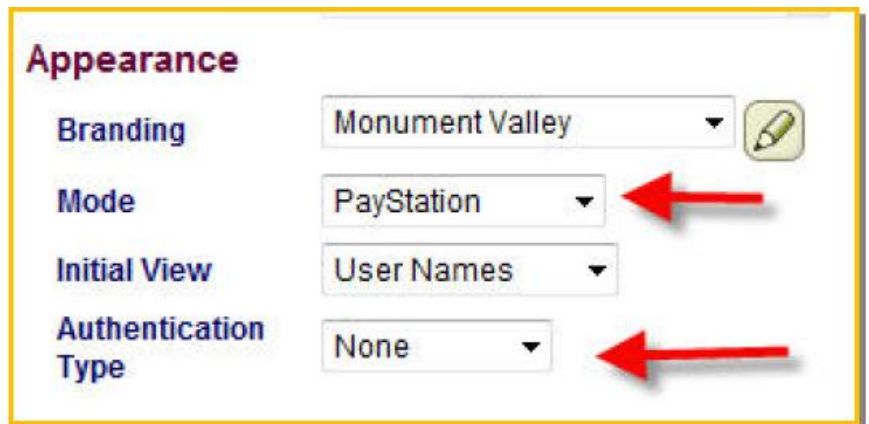 Appearance
Branding Monument Valley
Mode PayStation
Initial View User Names
Authentication
Type None